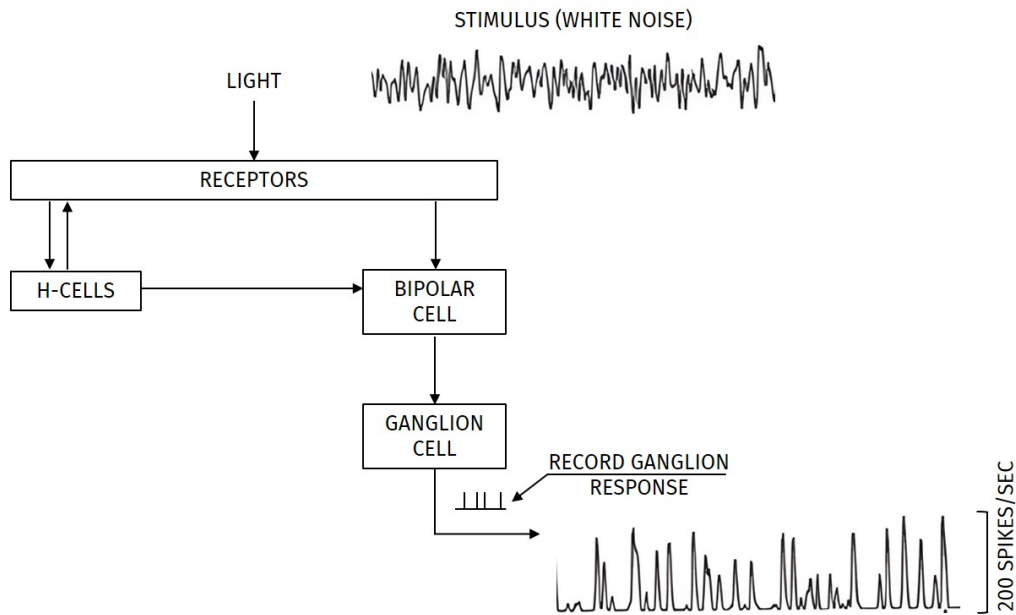 STIMULUS (WHITE NOISE)
LIGHT
RECEPTORS
H-CELLS
BIPOLAR
CELL
GANGLION
CELL
RECORD GANGLION
RESPONSE
200 SPIKES/SEC